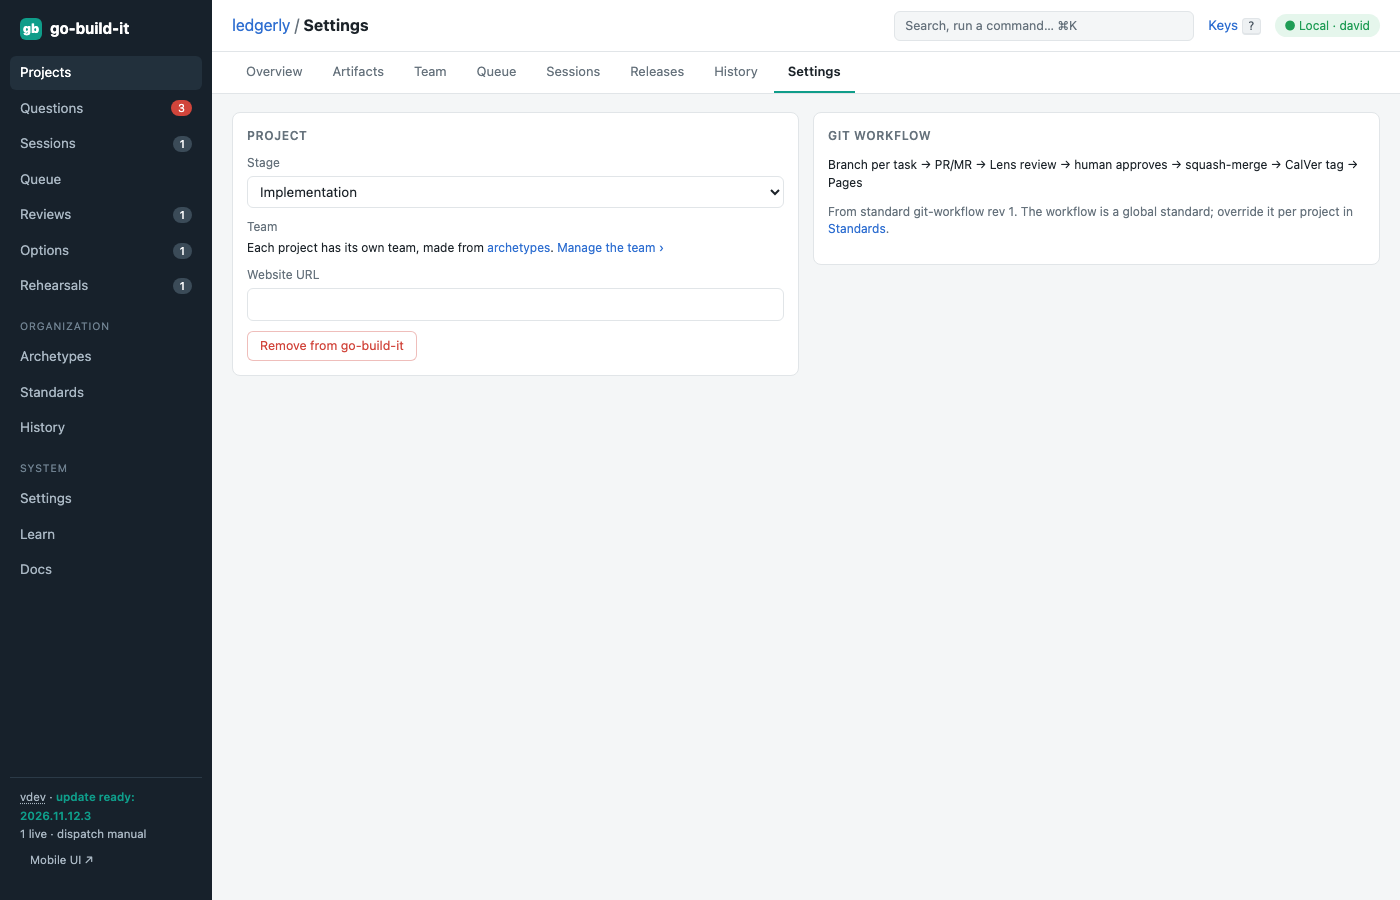 gb go-build-it
Projects
Questions 3
Sessions 1
Queue
Reviews 1
Options 1
Rehearsals 1
ORGANIZATION
Archetypes
Standards
History
SYSTEM
Settings
Learn
Docs
vdev · update ready:
2026.11.12.3
1 live · dispatch manual
Mobile UI ↗
ledgerly / Settings
Search, run a command... ⌘K
Keys ?
Local · david
Overview Artifacts Team Queue Sessions Releases History Settings
PROJECT
Stage
Implementation
Team
Each project has its own team, made from archetypes. Manage the team ›
Website URL
Remove from go-build-it
GIT WORKFLOW
Branch per task → PR/MR → Lens review → human approves → squash-merge → CalVer tag →
Pages
From standard git-workflow rev 1. The workflow is a global standard; override it per project in
Standards.